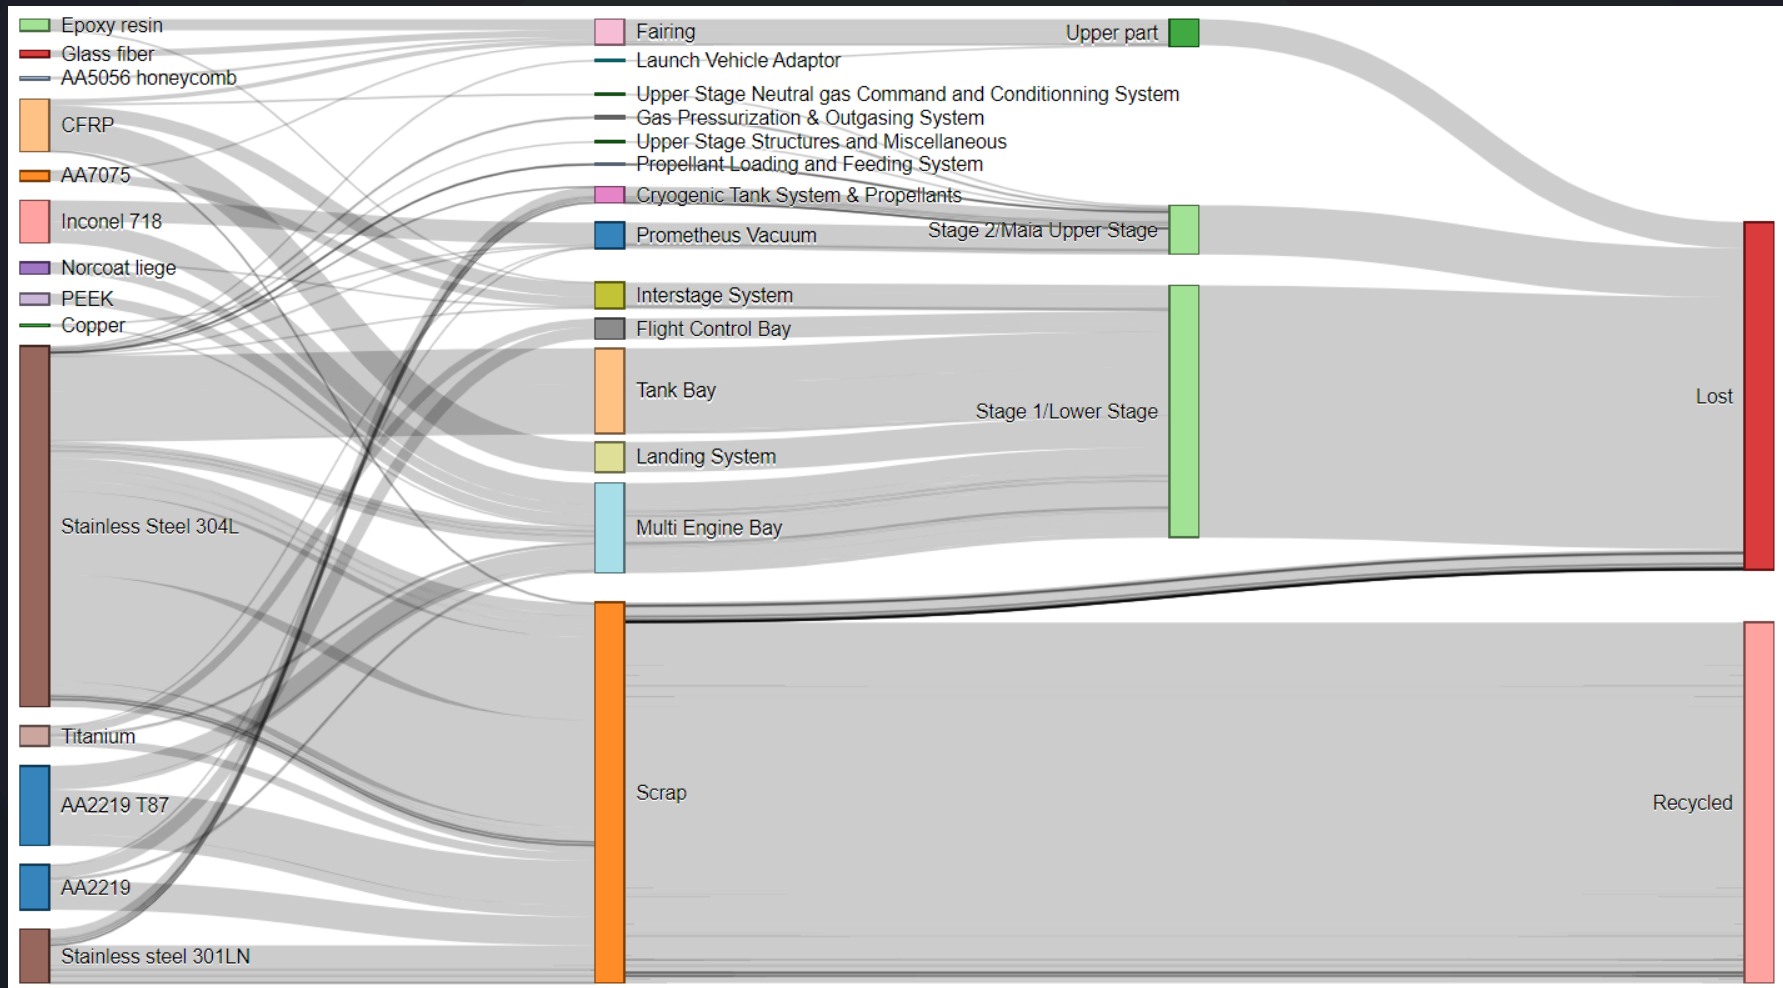 Epoxy resin
Glass fiber
AA5056 honeycomb
CFRP
AA7075
Inconel 718
Norcoat liege
PEEK
Copper
Stainless Steel 304L
Titanium
AA2219 T87
AA2219
Stainless steel 301LN
Fairing
Launch Vehicle Adaptor
Upper Stage Neutral gas Command and Conditionning System
Gas Pressurization & Outgasing System
Upper Stage Structures and Miscellaneous
Propellant Loading and Feeding System
Cryogenic Tank System & Propellants
Prometheus Vacuum
Interstage System
Flight Control Bay
Tank Bay
Landing System
Multi Engine Bay
Scrap
Upper part
Stage 2/Maia Upper Stage
Stage 1/Lower Stage
Lost
Recycled